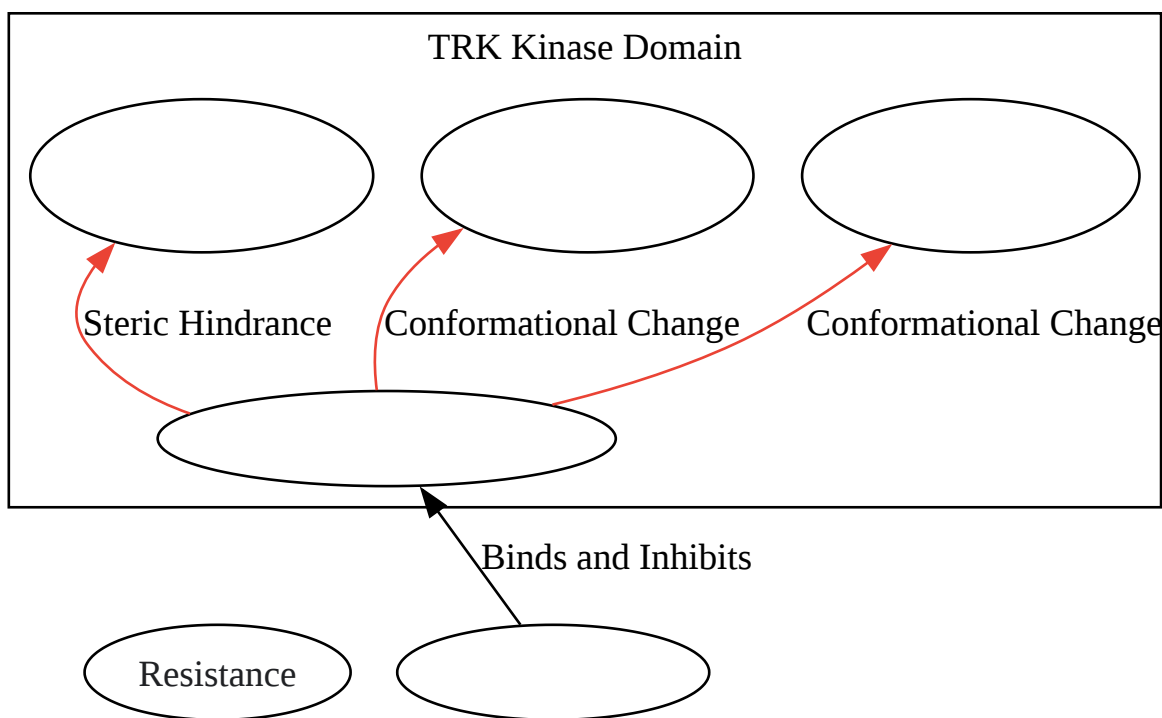 TRK Kinase Domain
Steric Hindrance
Conformational Change
Conformational Change
Binds and Inhibits
Resistance